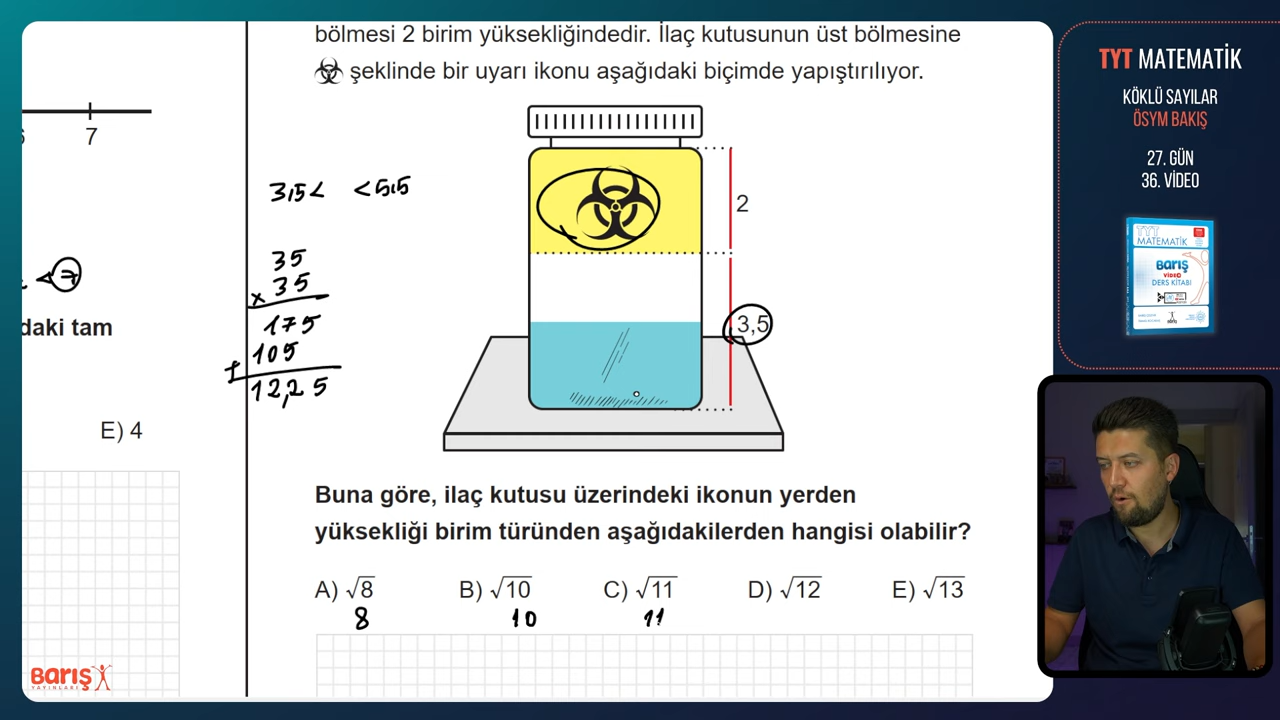 bölmesi 2 birim yüksekliğindedir. İlaç kutusunun üst bölmesine
şeklinde bir uyarı ikonu aşağıdaki biçimde yapıştırılıyor.
7
3,5< <5,5
35
x 35
175
+ 105
12,25
daki tam
E) 4
2
3,5
Buna göre, ilaç kutusu üzerindeki ikonun yerden
yüksekliği birim türünden aşağıdakilerden hangisi olabilir?
A) √8 B) √10 C) √11 D) √12 E) √13
8 10 11
BARIŞ
YAYINLARI
TYT MATEMATİK
KÖKLÜ SAYILAR
ÖSYM BAKIŞ
27. GÜN
36. VİDEO
TYT
MATEMATİK
BARIŞ
VİDEO
DERS KİTABI